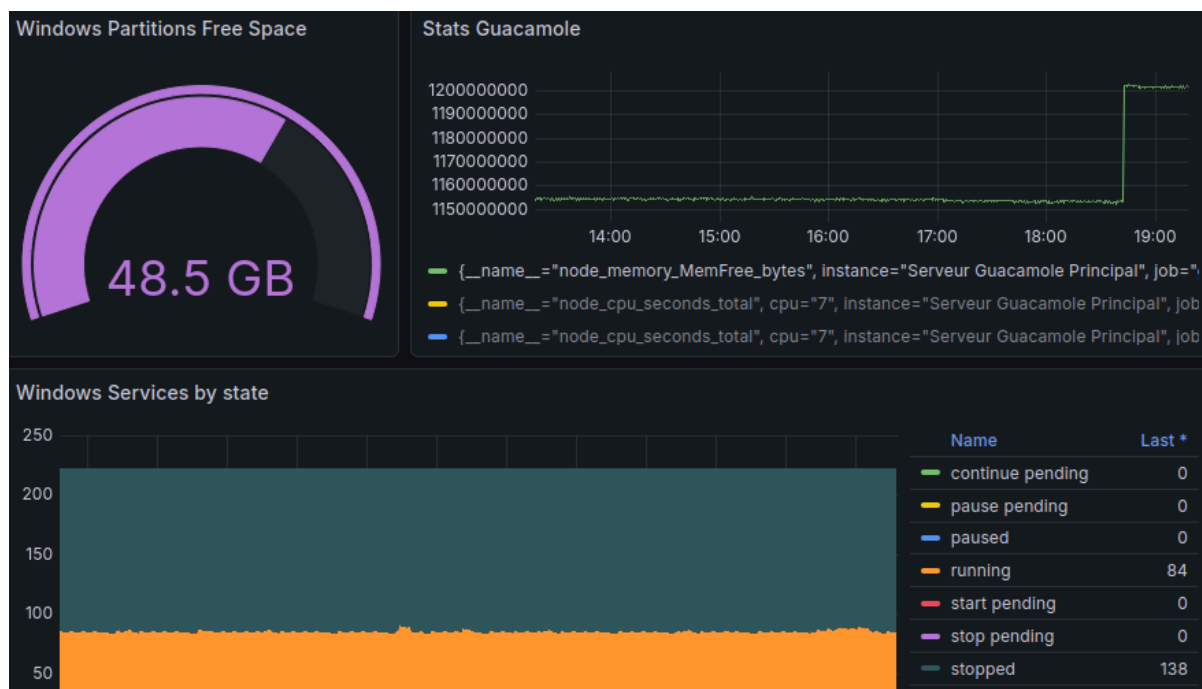 Windows Partitions Free Space
48.5 GB
Stats Guacamole
1200000000
1190000000
1180000000
1170000000
1160000000
1150000000
14:00 15:00 16:00 17:00 18:00 19:00
{__name__="node_memory_MemFree_bytes", instance="Serveur Guacamole Principal", job="
{__name__="node_cpu_seconds_total", cpu="7", instance="Serveur Guacamole Principal", job
{__name__="node_cpu_seconds_total", cpu="7", instance="Serveur Guacamole Principal", job
Windows Services by state
250
200
150
100
50
Name Last *
continue pending 0
pause pending 0
paused 0
running 84
start pending 0
stop pending 0
stopped 138